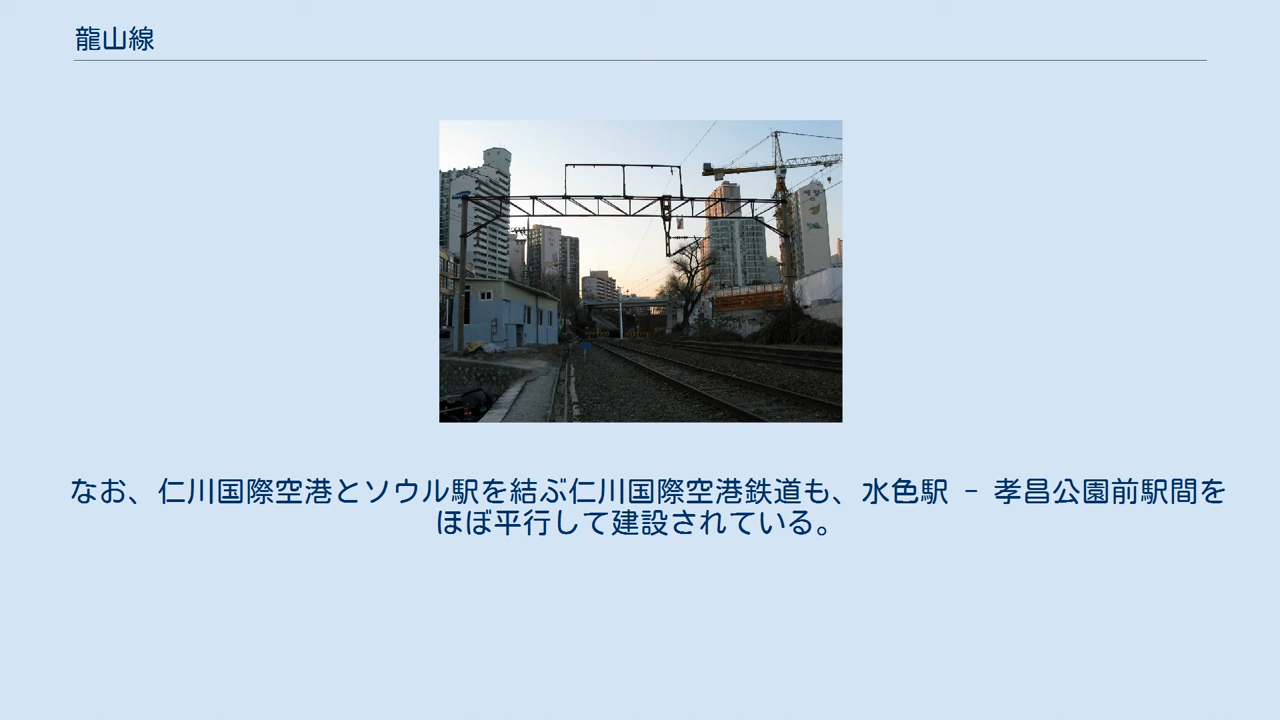 龍山線
なお、仁川国際空港とソウル駅を結ぶ仁川国際空港鉄道も、水色駅 － 孝昌公園前駅間を
ほぼ平行して建設されている。